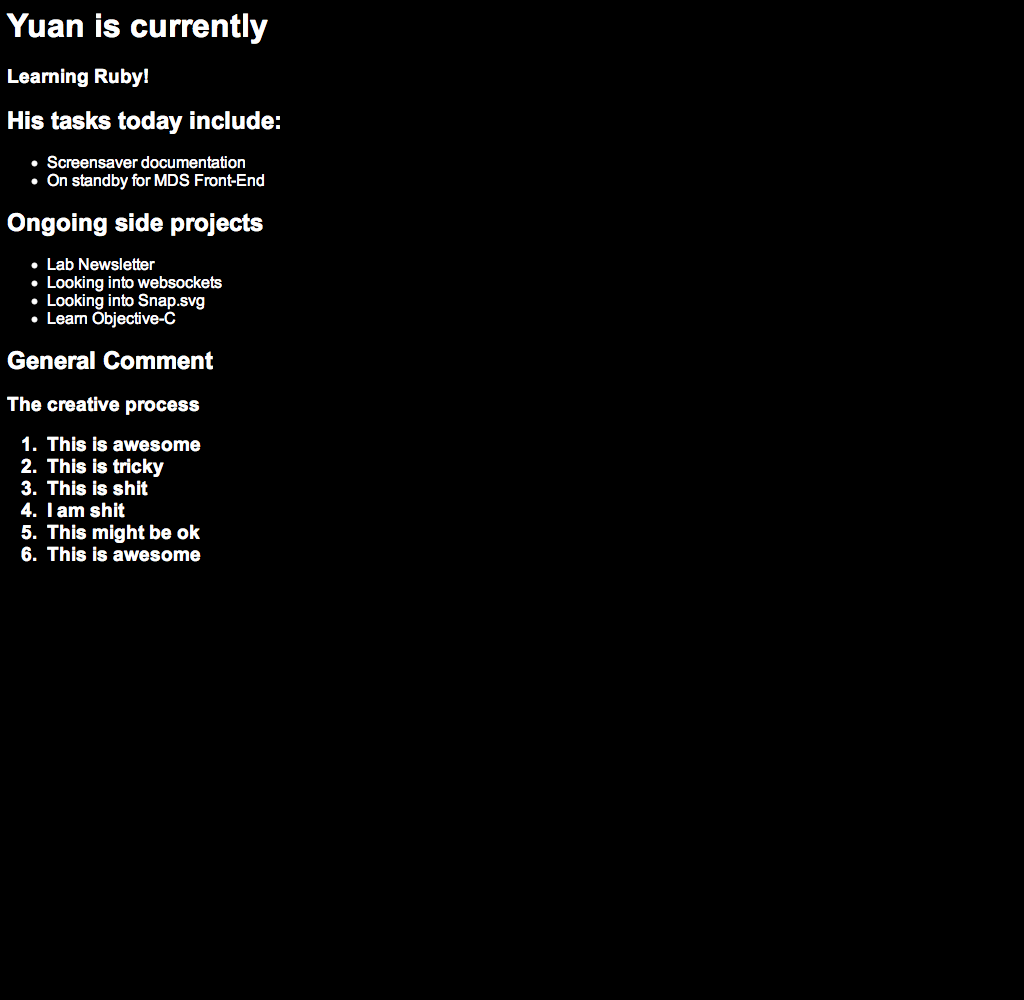 Yuan is currently
Learning Ruby!
His tasks today include:
• Screensaver documentation
• On standby for MDS Front-End
Ongoing side projects
• Lab Newsletter
• Looking into websockets
• Looking into Snap.svg
• Learn Objective-C
General Comment
The creative process
1. This is awesome
2. This is tricky
3. This is shit
4. I am shit
5. This might be ok
6. This is awesome